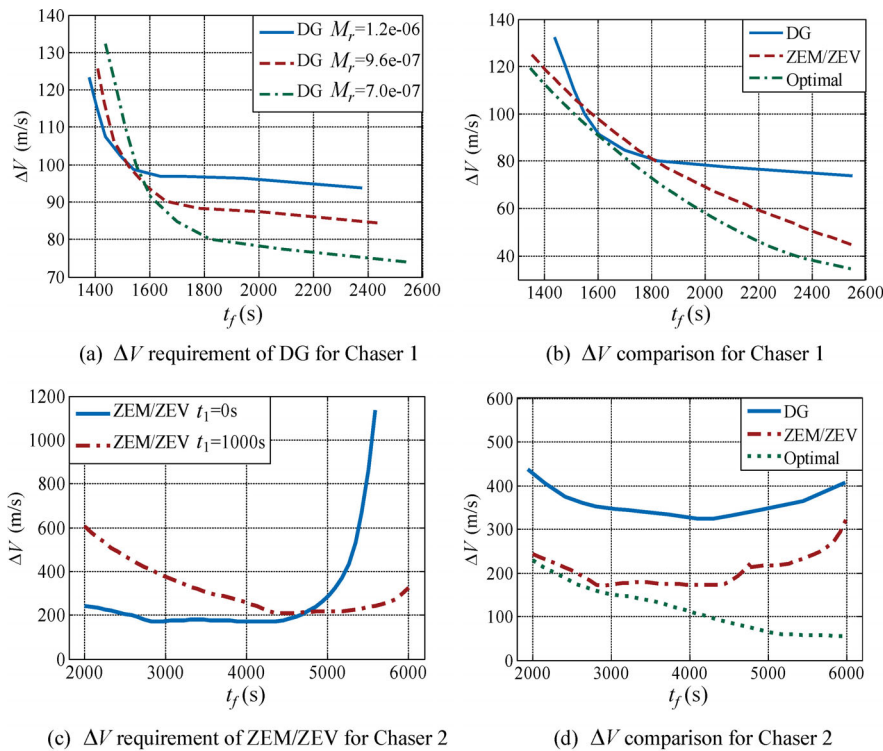 140
130
120
110
100
90
80
70
ΔV (m/s)
1400 1600 1800 2000 2200 2400 2600
t_f (s)
DG M_r=1.2e-06
DG M_r=9.6e-07
DG M_r=7.0e-07
(a) ΔV requirement of DG for Chaser 1
140
120
100
80
60
40
ΔV (m/s)
1400 1600 1800 2000 2200 2400 2600
t_f (s)
DG
ZEM/ZEV
Optimal
(b) ΔV comparison for Chaser 1
1200
1000
800
600
400
200
0
ΔV (m/s)
2000 3000 4000 5000 6000
t_f (s)
ZEM/ZEV t_1=0s
ZEM/ZEV t_1=1000s
(c) ΔV requirement of ZEM/ZEV for Chaser 2
600
500
400
300
200
100
0
ΔV (m/s)
2000 3000 4000 5000 6000
t_f (s)
DG
ZEM/ZEV
Optimal
(d) ΔV comparison for Chaser 2